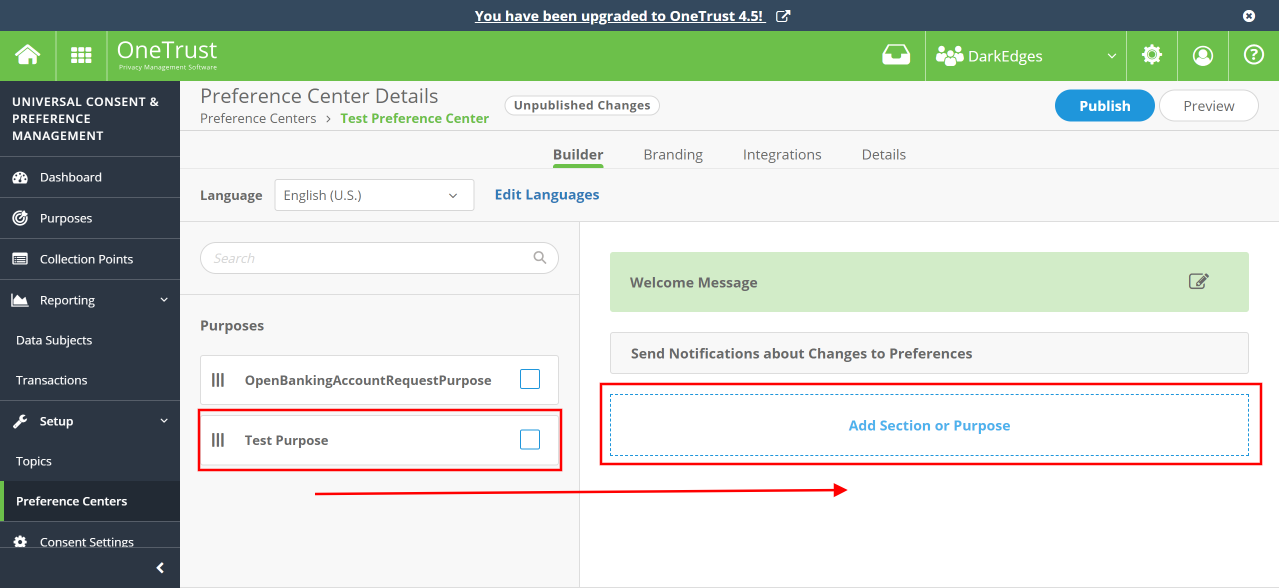 You have been upgraded to OneTrust 4.5!
OneTrust
Privacy Management Software
DarkEdges
UNIVERSAL CONSENT &
PREFERENCE
MANAGEMENT
Dashboard
Purposes
Collection Points
Reporting
Data Subjects
Transactions
Setup
Topics
Preference Centers
Consent Settings
Preference Center Details
Preference Centers > Test Preference Center
Unpublished Changes
Publish
Preview
Builder Branding Integrations Details
Language English (U.S.) Edit Languages
Search
Purposes
OpenBankingAccountRequestPurpose
Test Purpose
Welcome Message
Send Notifications about Changes to Preferences
Add Section or Purpose